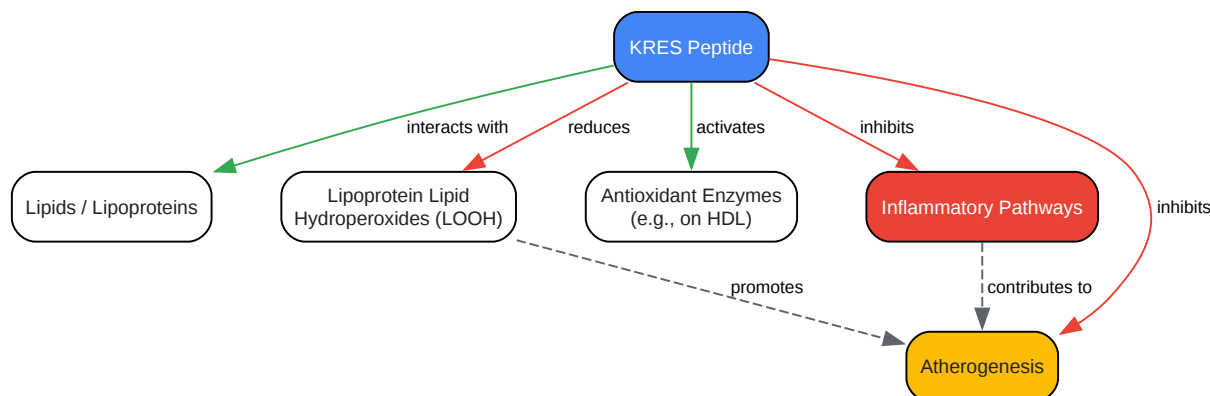 KRES Peptide
interacts with
reduces
activates
inhibits
Lipids / Lipoproteins
Lipoprotein Lipid
Hydroperoxides (LOOH)
Antioxidant Enzymes
(e.g., on HDL)
Inflammatory Pathways
inhibits
promotes
contributes to
Atherogenesis